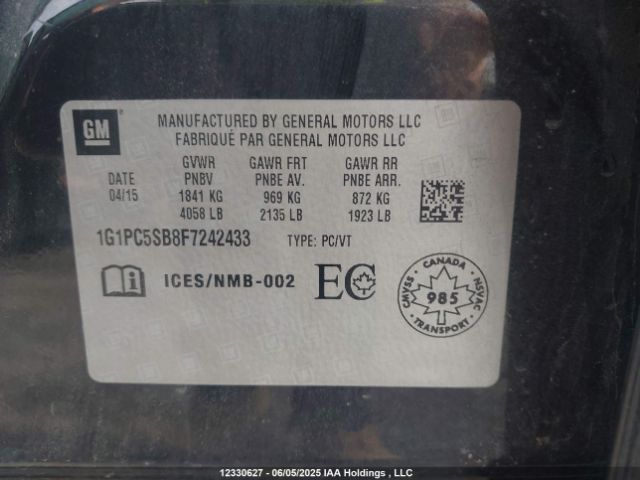 GM
MANUFACTURED BY GENERAL MOTORS LLC
FABRIQUÉ PAR GENERAL MOTORS LLC
DATE
04/15
GVWR
PNBV
1841 KG
4058 LB
GAWR FRT
PNBE AV.
969 KG
2135 LB
GAWR RR
PNBE ARR.
872 KG
1923 LB
1G1PC5SB8F7242433 TYPE: PC/VT
ICES/NMB-002
EC
CANADA
CMVSS
985
NSVAC
TRANSPORT
12330627 - 06/05/2025 IAA Holdings , LLC